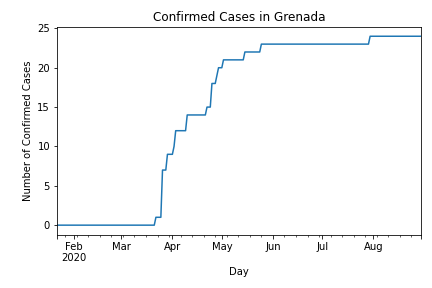 Confirmed Cases in Grenada
25
20
15
10
5
0
Number of Confirmed Cases
Feb Mar Apr May Jun Jul Aug
2020
Day